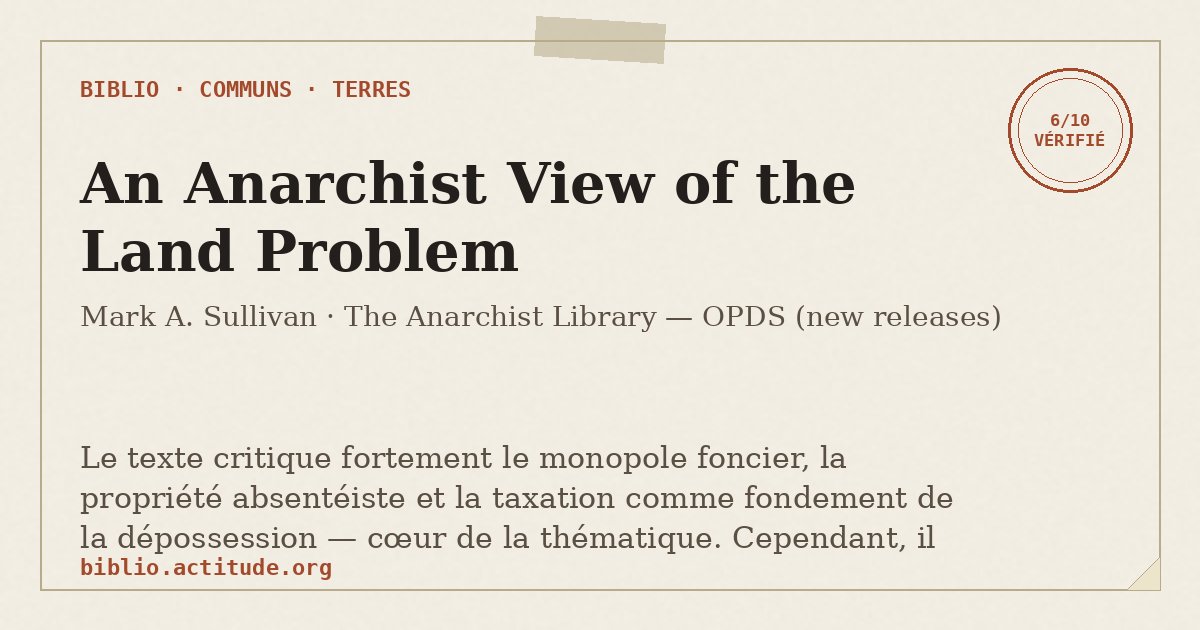 BIBLIO · COMMUNS · TERRES
6/10
VÉRIFIÉ
An Anarchist View of the
Land Problem
Mark A. Sullivan · The Anarchist Library — OPDS (new releases)
Le texte critique fortement le monopole foncier, la
propriété absentéiste et la taxation comme fondement de
la dépossession — cœur de la thématique. Cependant, il
biblio.actitude.org